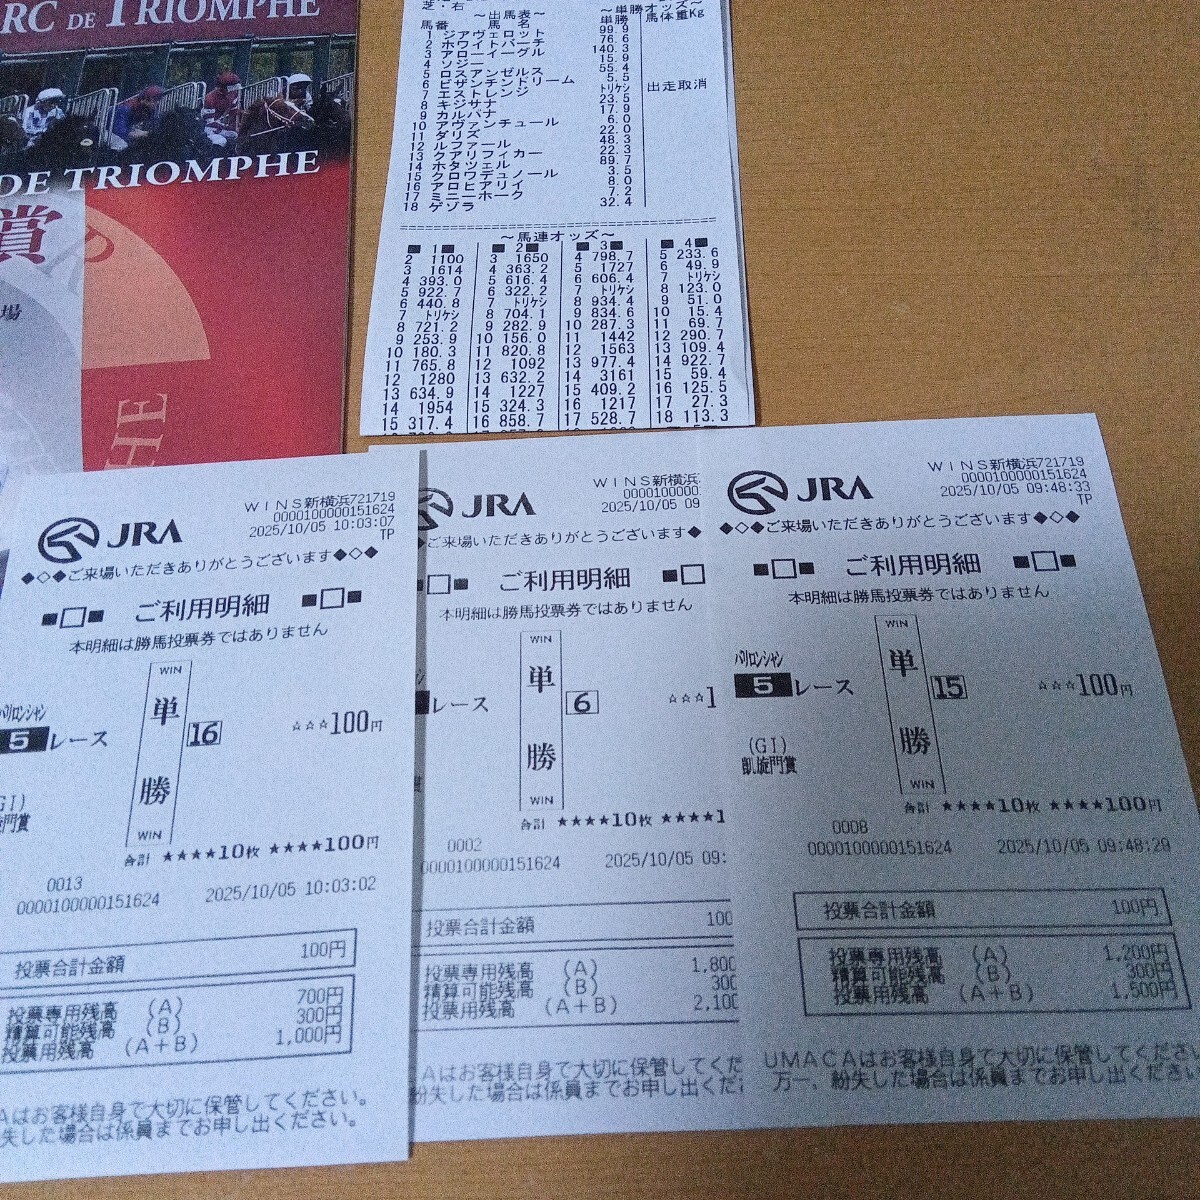 ARC DE TRIOMPHE
DE TRIOMPHE
賞
の
場
HE
芝・右
～単勝オッズ～
～出馬表～
馬番 馬名 単勝 馬体重Kg
1 ジアヴェロット 99.9
2 ホワイトバーチ 76.6
3 アローイーグル 140.3
4 ソジー 15.9
5 ロスアンゼルス 55.4
6 ビザンチンドリーム 5.5
7 エストレンジ トリケシ 出走取消
8 キジサナ 23.5
9 カルパナ 17.9
10 アヴァンチュール 6.0
11 ダリズ 22.0
12 ルファール 48.3
13 クアリフィカー 22.3
14 ホタツェル 89.7
15 クロワデュノール 3.5
16 アロヒアリイ 8.0
17 ミニーホーク 7.2
18 ゲゾラ 32.4
～馬連オッズ～
■ 1■ ■ 2■ ■ 3■ ■ 4■
2 1100 3 1650 4 798.7 5 233.6
3 1614 4 363.2 5 1727 6 49.9
4 393.0 5 616.4 6 606.4 7 トリケシ
5 922.7 6 322.2 7 トリケシ 8 123.0
6 440.8 7 トリケシ 8 934.4 9 51.0
7 トリケシ 8 704.1 9 834.6 10 15.4
8 721.2 9 282.9 10 287.3 11 69.7
9 253.9 10 156.0 11 1442 12 290.7
10 180.3 11 820.8 12 1563 13 109.4
11 765.8 12 1092 13 977.4 14 922.7
12 1280 13 632.2 14 3161 15 59.4
13 634.9 14 1227 15 409.2 16 125.5
14 1954 15 324.3 16 1217 17 27.3
15 317.4 16 858.7 17 528.7 18 113.3
JRA
WINS新横浜721719
0000100000151624
2025/10/05 10:03:07
TP
◆◇◆ご来場いただきありがとうございます◆◇◆
■□■ ご利用明細 ■□■
本明細は勝馬投票券ではありません
パリロンシャン
5 レース
WIN
単勝
WIN
16
☆☆☆100円
GI)
旋門賞
合計 ★★★★10枚 ★★★★100円
0013
0000100000151624 2025/10/05 10:03:02
投票合計金額 100円
投票専用残高 (A) 700円
精算可能残高 (B) 300円
投票用残高 (A+B) 1,000円
Aはお客様自身で大切に保管してください。
失した場合は係員までお申し出ください。
JRA
WINS新横浜
0000100000
2025/10/05 09
ご来場いただきありがとうございます◆
□■ ご利用明細 ■□
本明細は勝馬投票券ではありません
レース
WIN
単勝
WIN
6
☆☆☆1
合計 ★★★★10枚 ★★★★1
0002
0000100000151624 2025/10/05 09:
投票合計金額 100
投票専用残高 (A) 1,800
精算可能残高 (B) 300
投票用残高 (A+B) 2,100
Aはお客様自身で大切に保管してくだ
紛失した場合は係員までお申し出くだ
JRA
WINS新横浜721719
0000100000151624
2025/10/05 09:48:33
TP
◆◇◆ご来場いただきありがとうございます◆◇◆
■□■ ご利用明細 ■□■
本明細は勝馬投票券ではありません
パリロンシャン
5 レース
WIN
単勝
WIN
15
☆☆☆100円
(GI)
凱旋門賞
合計 ★★★★10枚 ★★★★100円
0008
0000100000151624 2025/10/05 09:48:29
投票合計金額 100円
投票専用残高 (A) 1,200円
精算可能残高 (B) 300円
投票用残高 (A+B) 1,500円
UMACAはお客様自身で大切に保管してください
万一、紛失した場合は係員までお申し出ください